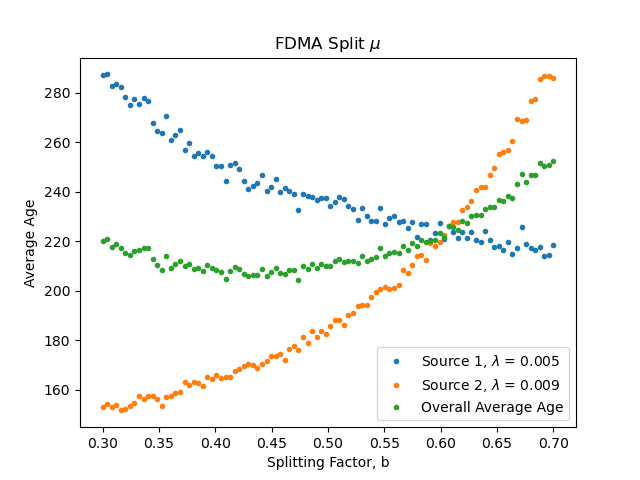 FDMA Split μ
Average Age
280
260
240
220
200
180
160
0.30 0.35 0.40 0.45 0.50 0.55 0.60 0.65 0.70
Splitting Factor, b
Source 1, λ = 0.005
Source 2, λ = 0.009
Overall Average Age